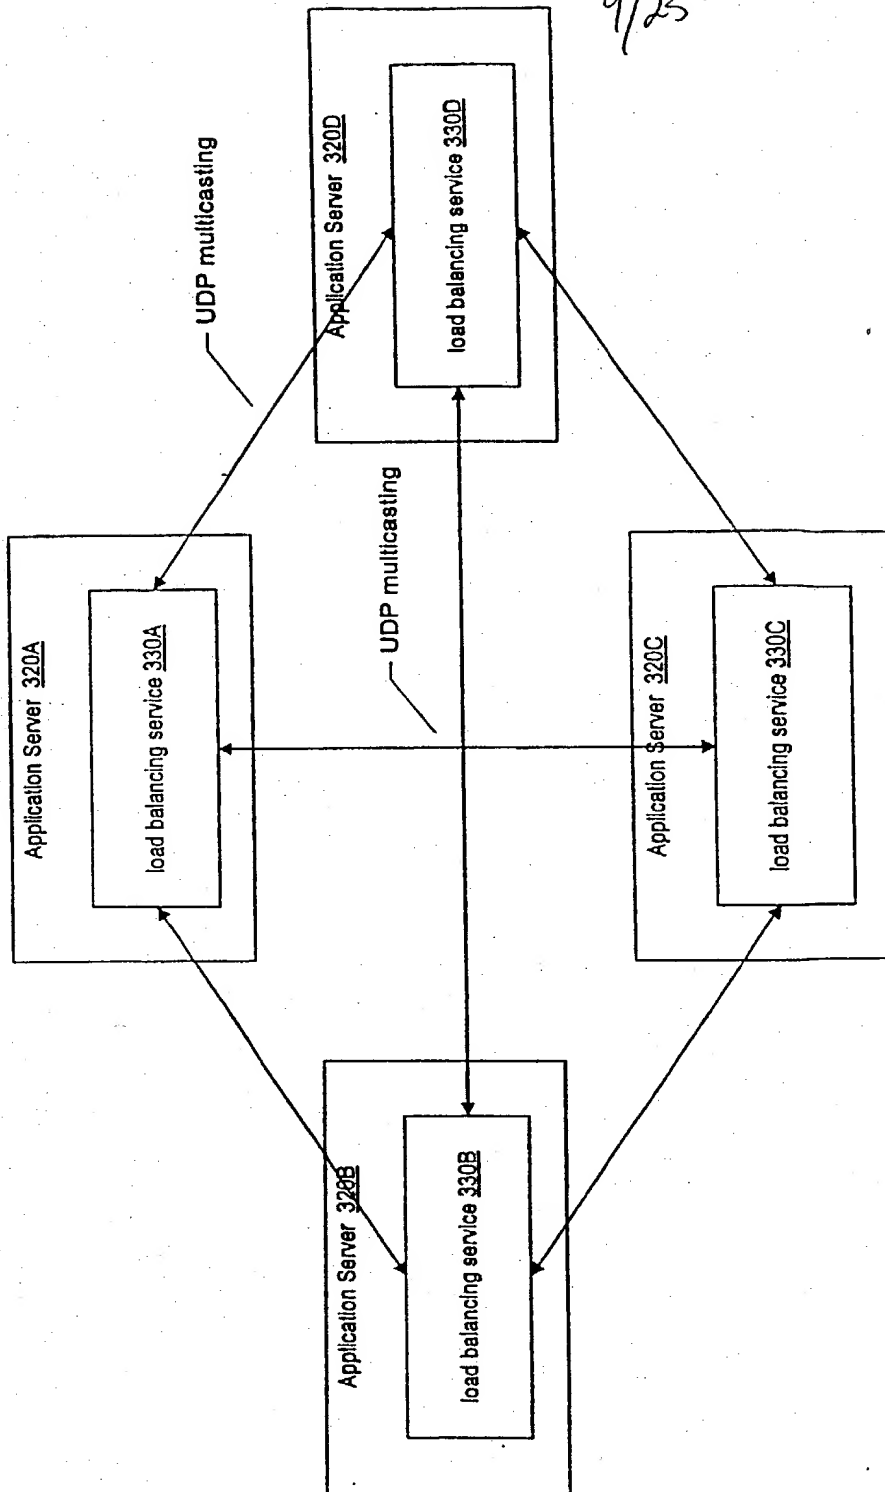 9/25
UDP multicasting
Application Server 320D
load balancing service 330D
UDP multicasting
Application Server 320A
load balancing service 330A
Application Server 320C
load balancing service 330C
Application Server 320B
load balancing service 330B